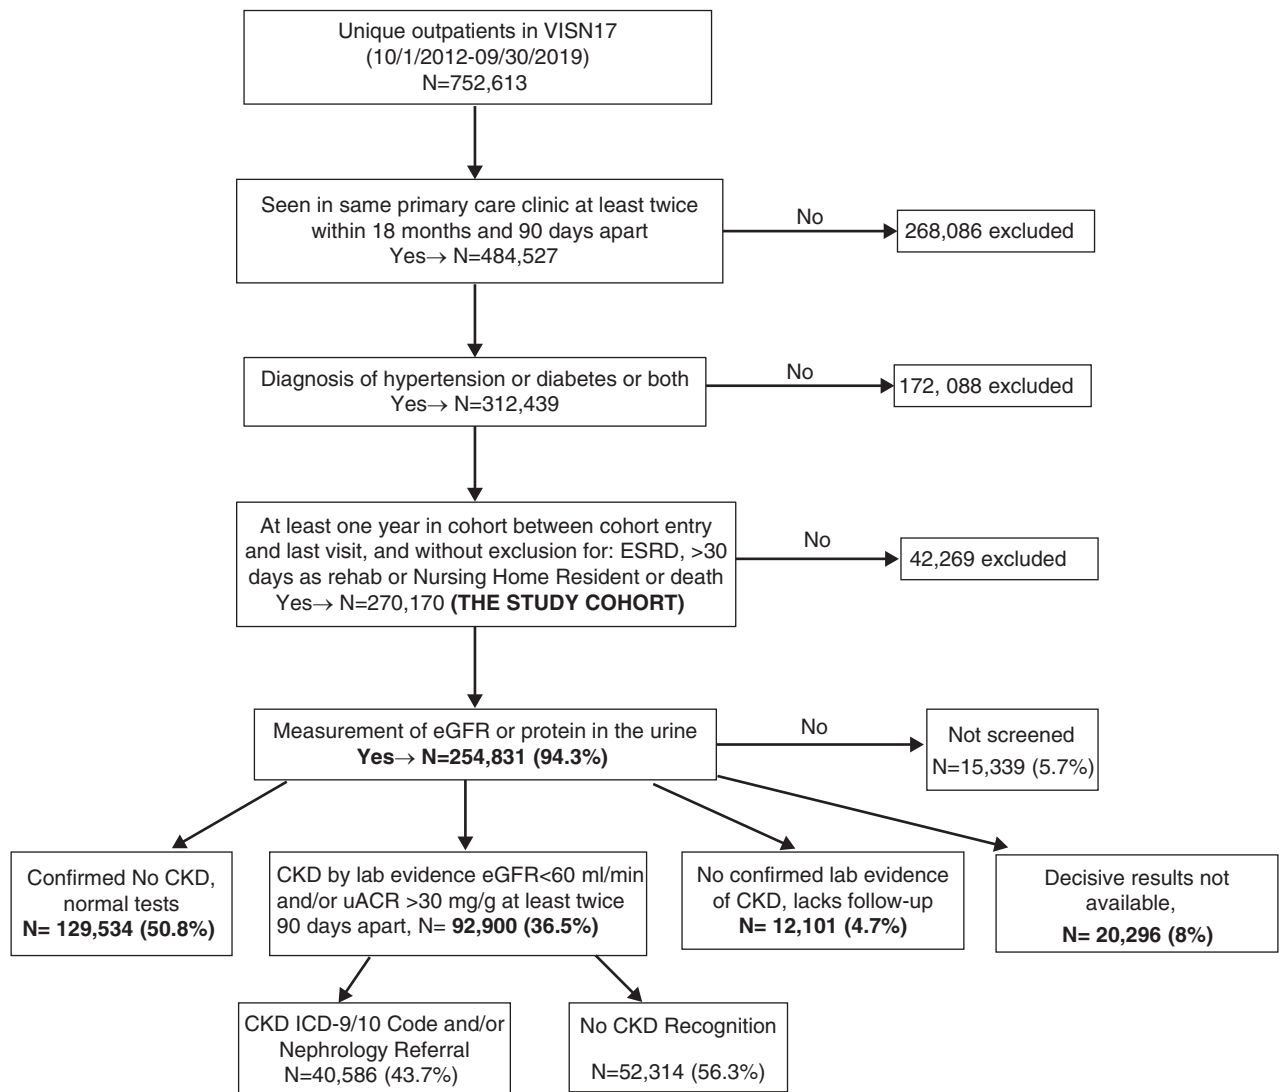 Unique outpatients in VISN17
(10/1/2012-09/30/2019)
N=752,613
Seen in same primary care clinic at least twice
within 18 months and 90 days apart
Yes→ N=484,527
No
268,086 excluded
Diagnosis of hypertension or diabetes or both
Yes→ N=312,439
No
172, 088 excluded
At least one year in cohort between cohort entry
and last visit, and without exclusion for: ESRD, >30
days as rehab or Nursing Home Resident or death
Yes→ N=270,170 (THE STUDY COHORT)
No
42,269 excluded
Measurement of eGFR or protein in the urine
Yes→ N=254,831 (94.3%)
No
Not screened
N=15,339 (5.7%)
Confirmed No CKD,
normal tests
N= 129,534 (50.8%)
CKD by lab evidence eGFR<60 ml/min
and/or uACR >30 mg/g at least twice
90 days apart, N= 92,900 (36.5%)
No confirmed lab evidence
of CKD, lacks follow-up
N= 12,101 (4.7%)
Decisive results not
available,
N= 20,296 (8%)
CKD ICD-9/10 Code and/or
Nephrology Referral
N=40,586 (43.7%)
No CKD Recognition
N=52,314 (56.3%)